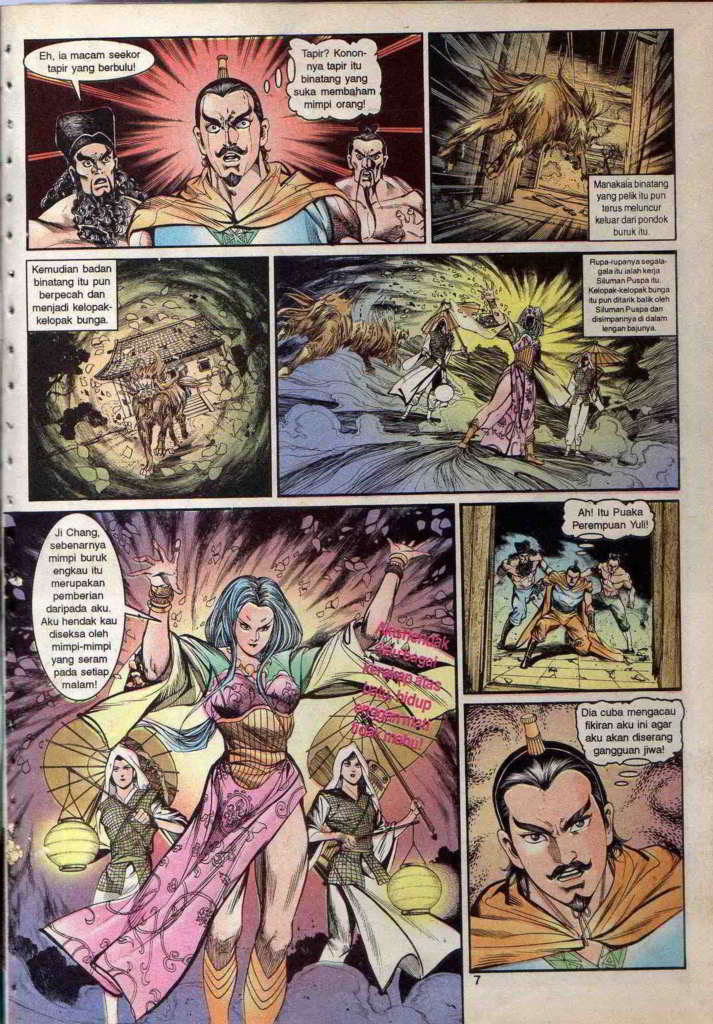 Eh, ia macam seekor
tapir yang berbulu!
Tapir? Konon-
nya tapir itu
binatang yang
suka membaham
mimpi orang!
Manakala binatang
yang pelik itu pun
terus meluncur
keluar dari pondok
buruk itu.
Kemudian badan
binatang itu pun
berpecah dan
menjadi kelopak-
kelopak bunga.
Rupa-rupanya segala-
gala itu ialah kerja
Siluman Puspa itu.
Kelopak-kelopak bunga
itu pun ditarik balik oleh
Siluman Puspa dan
disimpannya di dalam
lengan bajunya.
Ji Chang,
sebenarnya
mimpi buruk
engkau itu
merupakan
pemberian
daripada aku.
Aku hendak kau
diseksa oleh
mimpi-mimpi
yang seram
pada setiap
malam!
hidup
mati
tidak mahu!
Ah! Itu Puaka
Perempuan Yuli!
Dia cuba mengacau
fikiran aku ini agar
aku akan diserang
gangguan jiwa!
7